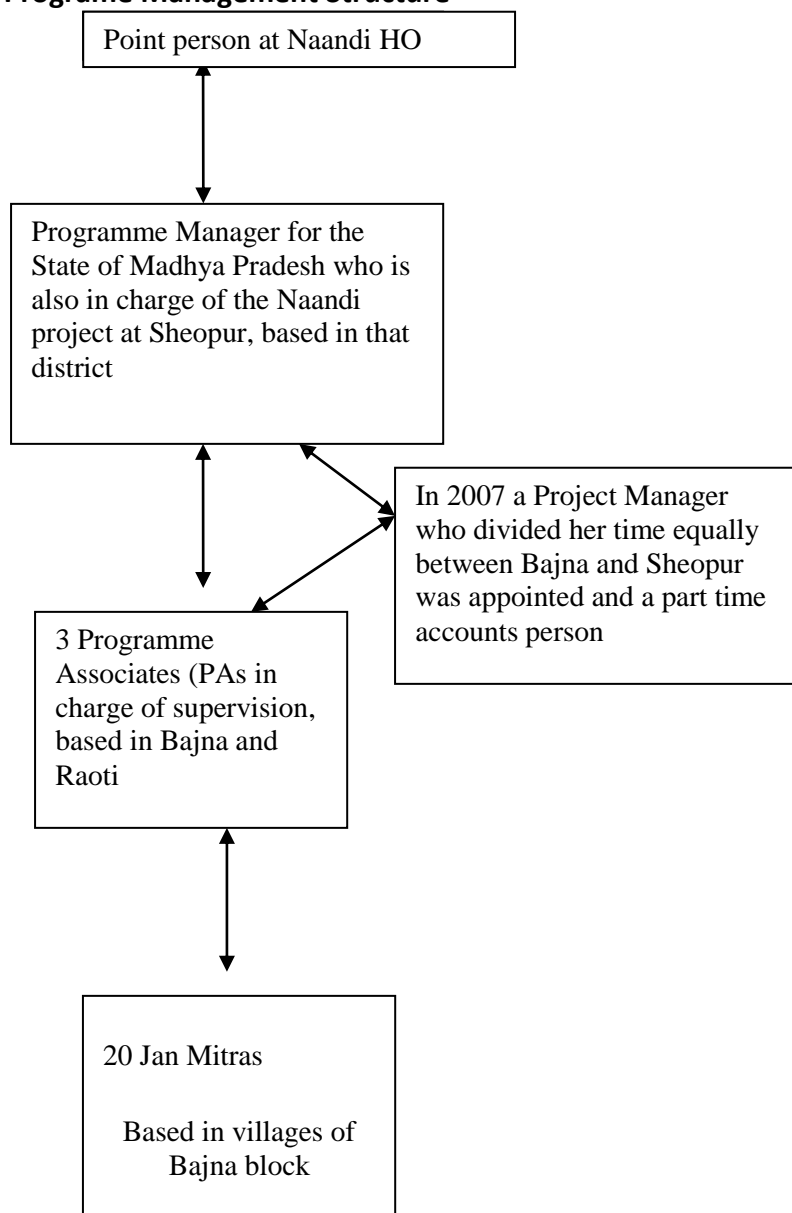 Programe Management Structure
Point person at Naandi HO
Programme Manager for the
State of Madhya Pradesh who is
also in charge of the Naandi
project at Sheopur, based in that
district
In 2007 a Project Manager
who divided her time equally
between Bajna and Sheopur
was appointed and a part time
accounts person
3 Programme
Associates (PAs in
charge of supervision,
based in Bajna and
Raoti
20 Jan Mitras
Based in villages of
Bajna block